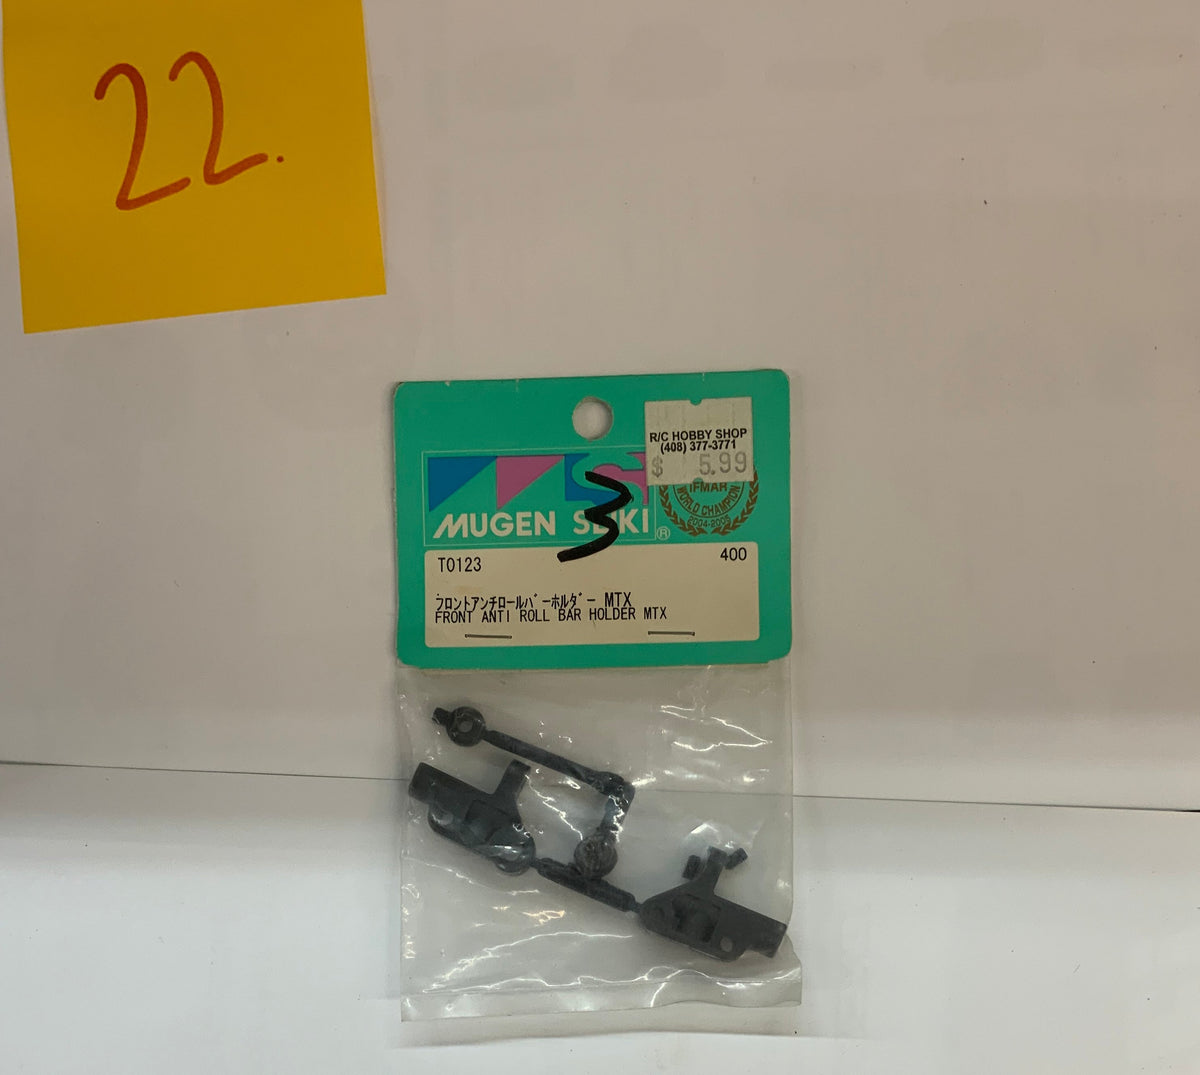 22.
R/C HOBBY SHOP
(408) 377-3771
$ 5.99
IFMAR
WORLD CHAMPION
2004-2005
MUGEN SEIKI®
3
T0123 400
フロントアンチロールバーホルダー MTX
FRONT ANTI ROLL BAR HOLDER MTX